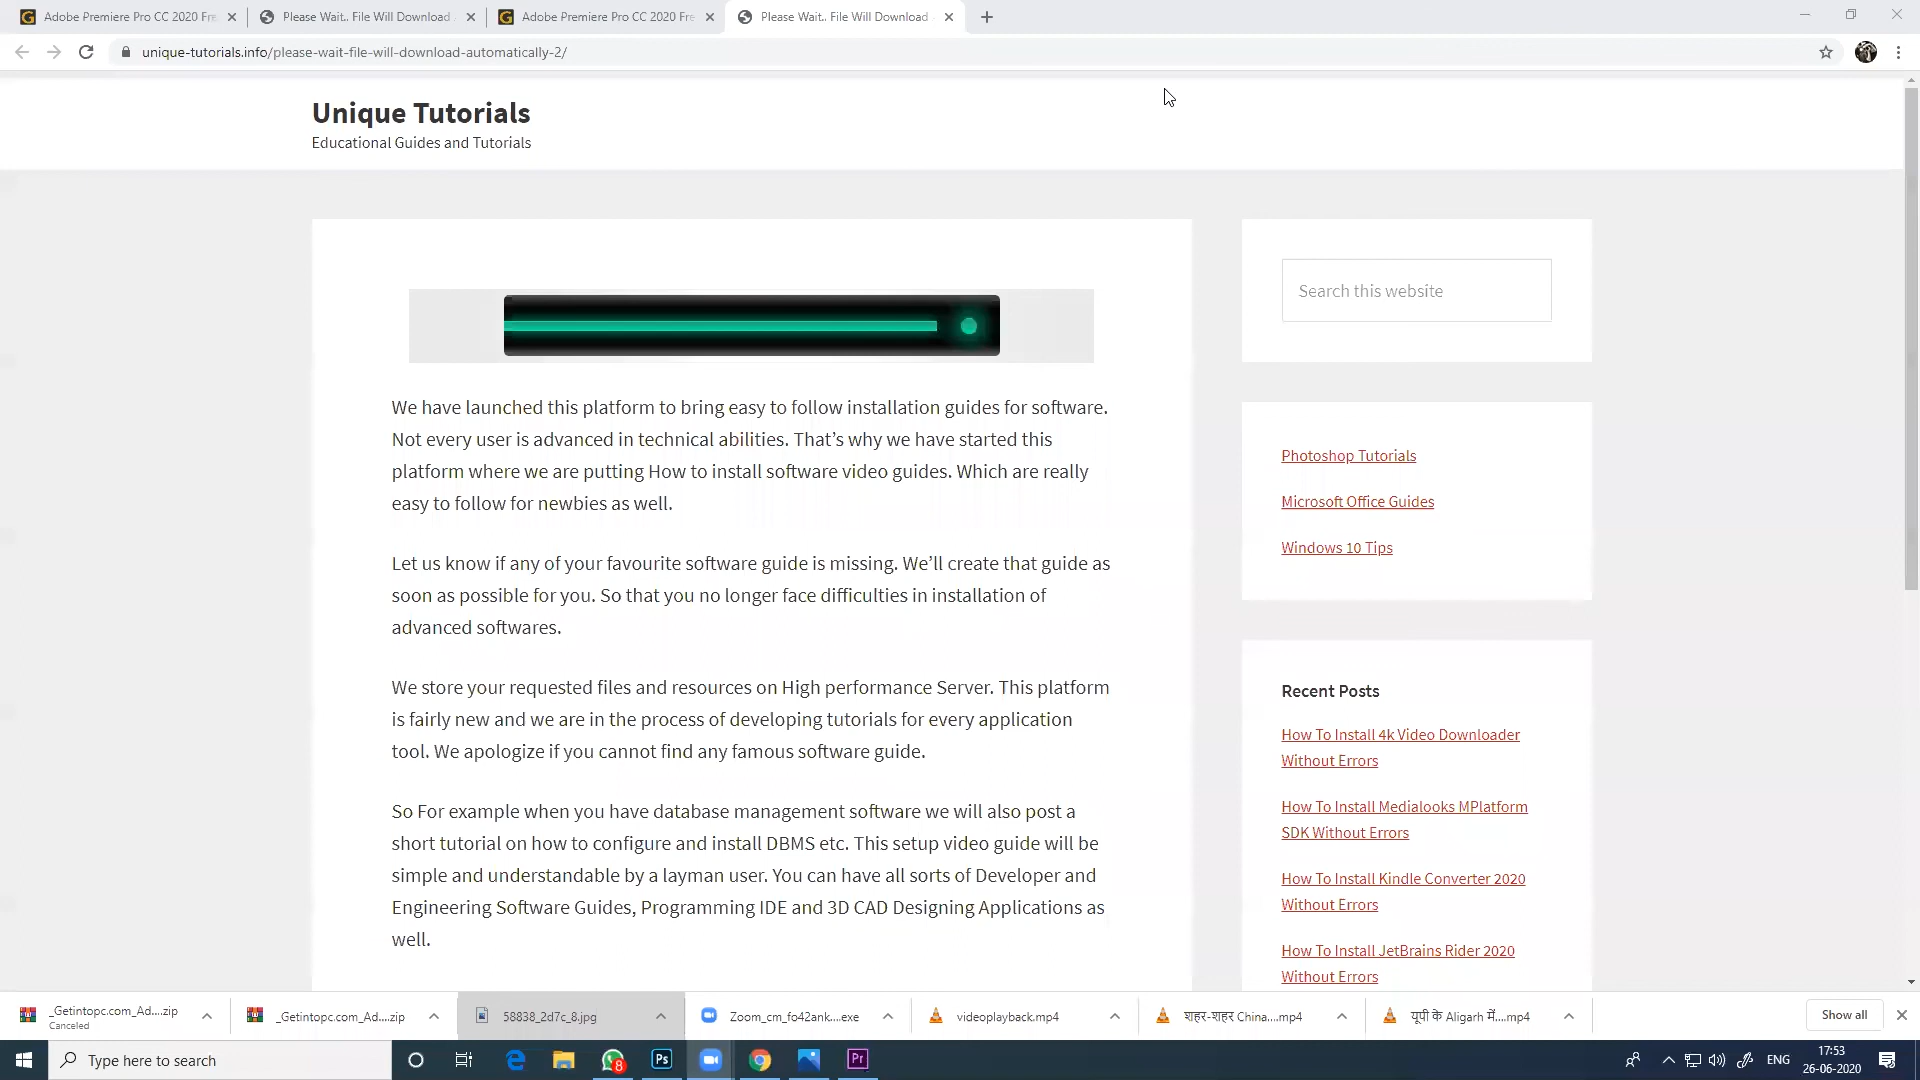 Adobe Premiere Pro CC 2020 Fre
Please Wait.. File Will Download
Adobe Premiere Pro CC 2020 Fre
Please Wait.. File Will Download
unique-tutorials.info/please-wait-file-will-download-automatically-2/
Unique Tutorials
Educational Guides and Tutorials
Search this website
We have launched this platform to bring easy to follow installation guides for software.
Not every user is advanced in technical abilities. That’s why we have started this
platform where we are putting How to install software video guides. Which are really
easy to follow for newbies as well.
Let us know if any of your favourite software guide is missing. We’ll create that guide as
soon as possible for you. So that you no longer face difficulties in installation of
advanced softwares.
We store your requested files and resources on High performance Server. This platform
is fairly new and we are in the process of developing tutorials for every application
tool. We apologize if you cannot find any famous software guide.
So For example when you have database management software we will also post a
short tutorial on how to configure and install DBMS etc. This setup video guide will be
simple and understandable by a layman user. You can have all sorts of Developer and
Engineering Software Guides, Programming IDE and 3D CAD Designing Applications as
well.
Photoshop Tutorials
Microsoft Office Guides
Windows 10 Tips
Recent Posts
How To Install 4k Video Downloader
Without Errors
How To Install Medialooks MPlatform
SDK Without Errors
How To Install Kindle Converter 2020
Without Errors
How To Install JetBrains Rider 2020
Without Errors
_Getintopc.com_Ad....zip
Canceled
_Getintopc.com_Ad....zip
58838_2d7c_8.jpg
Zoom_cm_fo42ank....exe
videoplayback.mp4
शहर-शहर China....mp4
यूपी के Aligarh में....mp4
Show all
Type here to search
8
Ps
Pr
ENG
17:53
26-06-2020